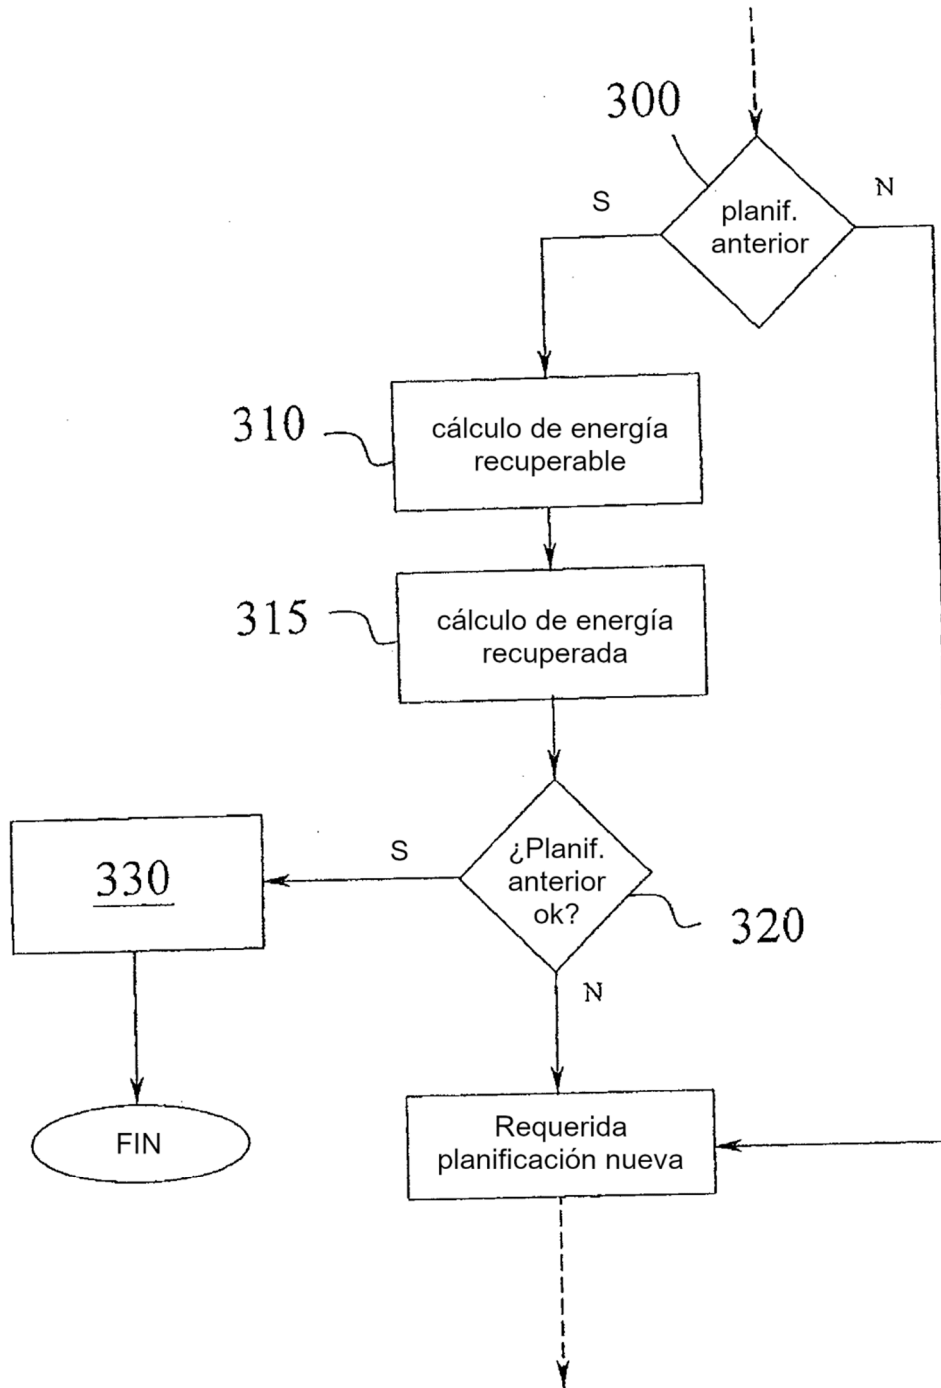 300
S
N
planif.
anterior
310
cálculo de energía
recuperable
315
cálculo de energía
recuperada
330
S
¿Planif.
anterior
ok?
320
N
FIN
Requerida
planificación nueva